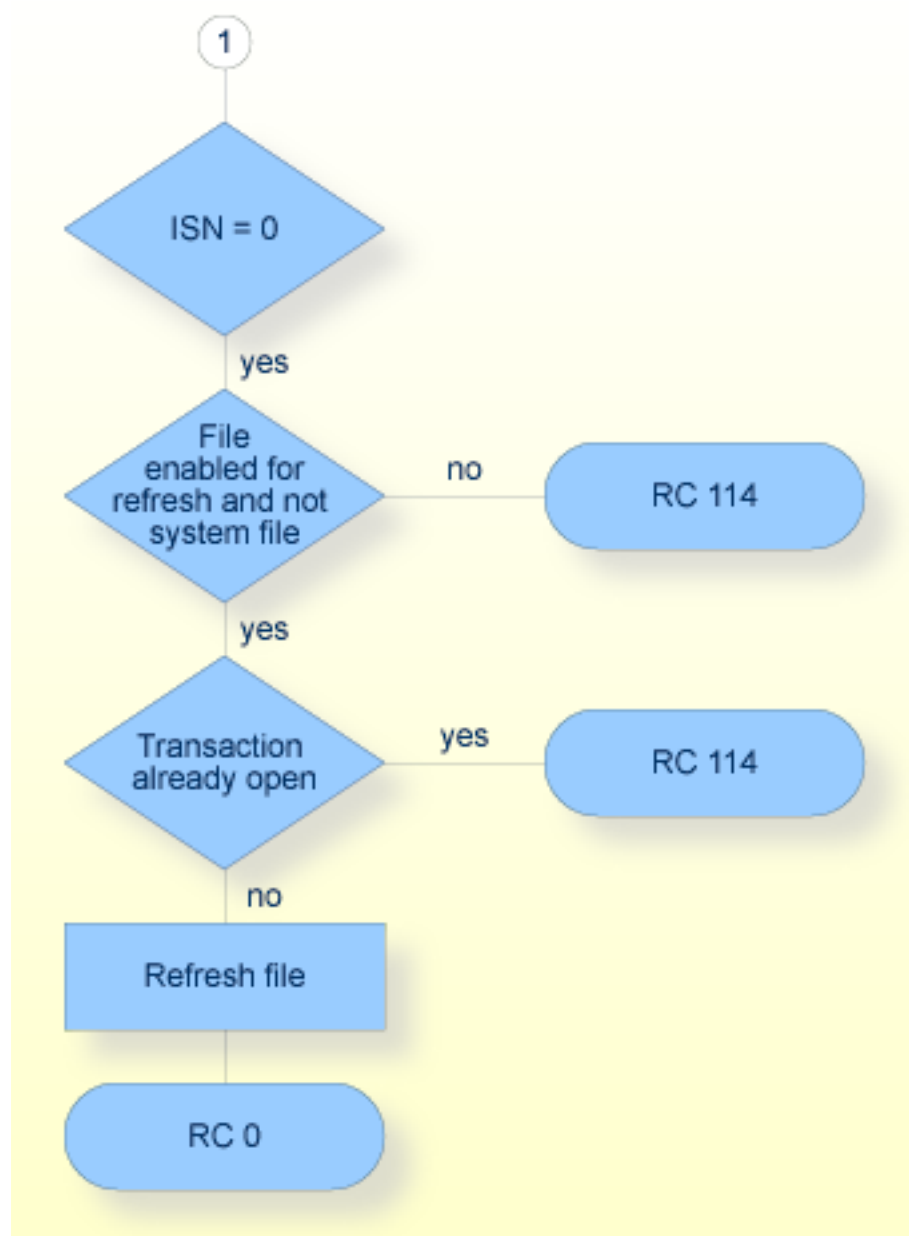 1
ISN = 0
yes
File
enabled for
refresh and not
system file
no
RC 114
yes
Transaction
already open
yes
RC 114
no
Refresh file
RC 0